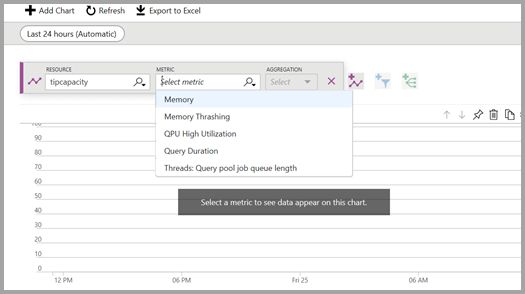 Add Chart Refresh Export to Excel
Last 24 hours (Automatic)
RESOURCE METRIC AGGREGATION
tipcapacity Select metric Select
Memory
Memory Thrashing
QPU High Utilization
Query Duration
Threads: Query pool job queue length
100
90
80
70
60
50
40
30
20
10
0
Select a metric to see data appear on this chart.
12 PM 06 PM Fri 25 06 AM